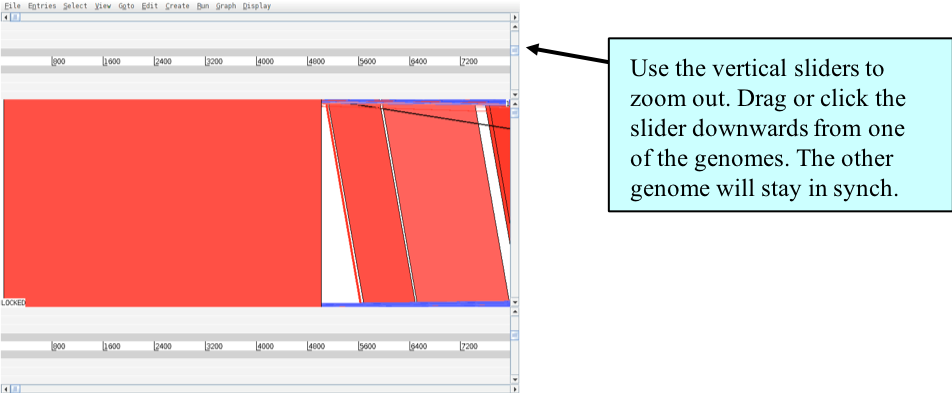 File Entries Select View Goto Edit Create Run Graph Display
800 1600 2400 3200 4000 4800 5600 6400 7200
Use the vertical sliders to
zoom out. Drag or click the
slider downwards from one
of the genomes. The other
genome will stay in synch.
LOCKED
800 1600 2400 3200 4000 4800 5600 6400 7200